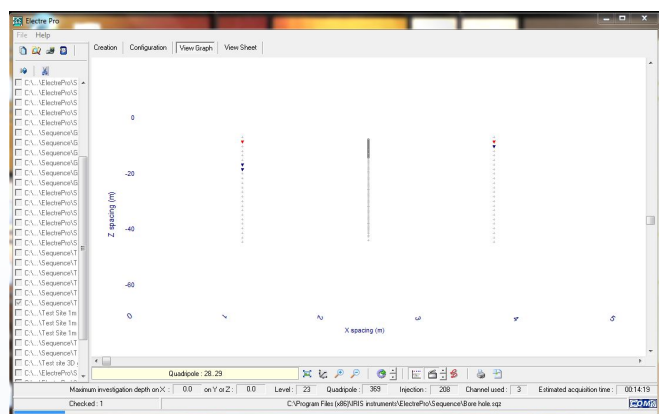 Electre Pro
File Help
Creation Configuration View Graph View Sheet
C:\...\ElectrePro\S
C:\...\ElectrePro\S
C:\...\ElectrePro\S
C:\...\ElectrePro\S
C:\...\ElectrePro\S
C:\...\Sequence\G
C:\...\Sequence\G
C:\...\Sequence\G
C:\...\Sequence\G
C:\...\Sequence\G
C:\...\Sequence\G
C:\...\ElectrePro\S
C:\...\ElectrePro\S
C:\...\ElectrePro\S
C:\...\ElectrePro\S
C:\...\ElectrePro\S
C:\...\ElectrePro\S
C:\...\Sequence\T
C:\...\Sequence\T
C:\...\Sequence\T
C:\...\Sequence\T
C:\...\Sequence\T
C:\...\Sequence\T
C:\...\Test Site 1m
C:\...\Test Site 1m
C:\...\Test Site 1m
C:\...\Sequence\T
C:\...\Sequence\T
C:\...\Test site 3D
C:\...\ElectrePro\S
0
-20
-40
-60
Z spacing (m)
0 1 2 3 4 5
X spacing (m)
Quadripole : 28..29
Maximum investigation depth on X : 0.0 on Y or Z : 0.0 Level : 23 Quadripole : 369 Injection : 208 Channel used : 3 Estimated acquisition time : 00:14:19
Checked : 1 C:\Program Files (x86)\IRIS instruments\ElectrePro\Sequence\Bore hole.sqz